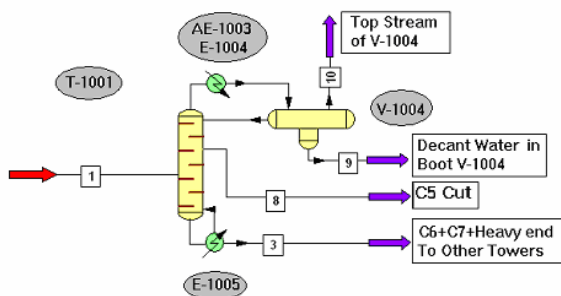 AE-1003
E-1004
Top Stream
of V-1004
T-1001
10
V-1004
Decant Water in
Boot V-1004
9
1
8
C5 Cut
3
C6+C7+Heavy end
To Other Towers
E-1005